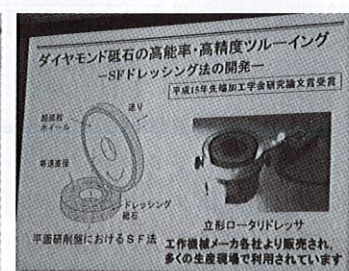 ダイヤモンド砥石の高能率・高精度ツルーイング
－SFドレッシング法の開発－
平成15年先端加工学会研究論文賞受賞
超砥粒
ホイール
送り
等速直径
ドレッシング
砥石
平面研削盤におけるSF法
立形ロータリドレッサ
工作機械メーカ各社より販売され、
多くの生産現場で利用されています